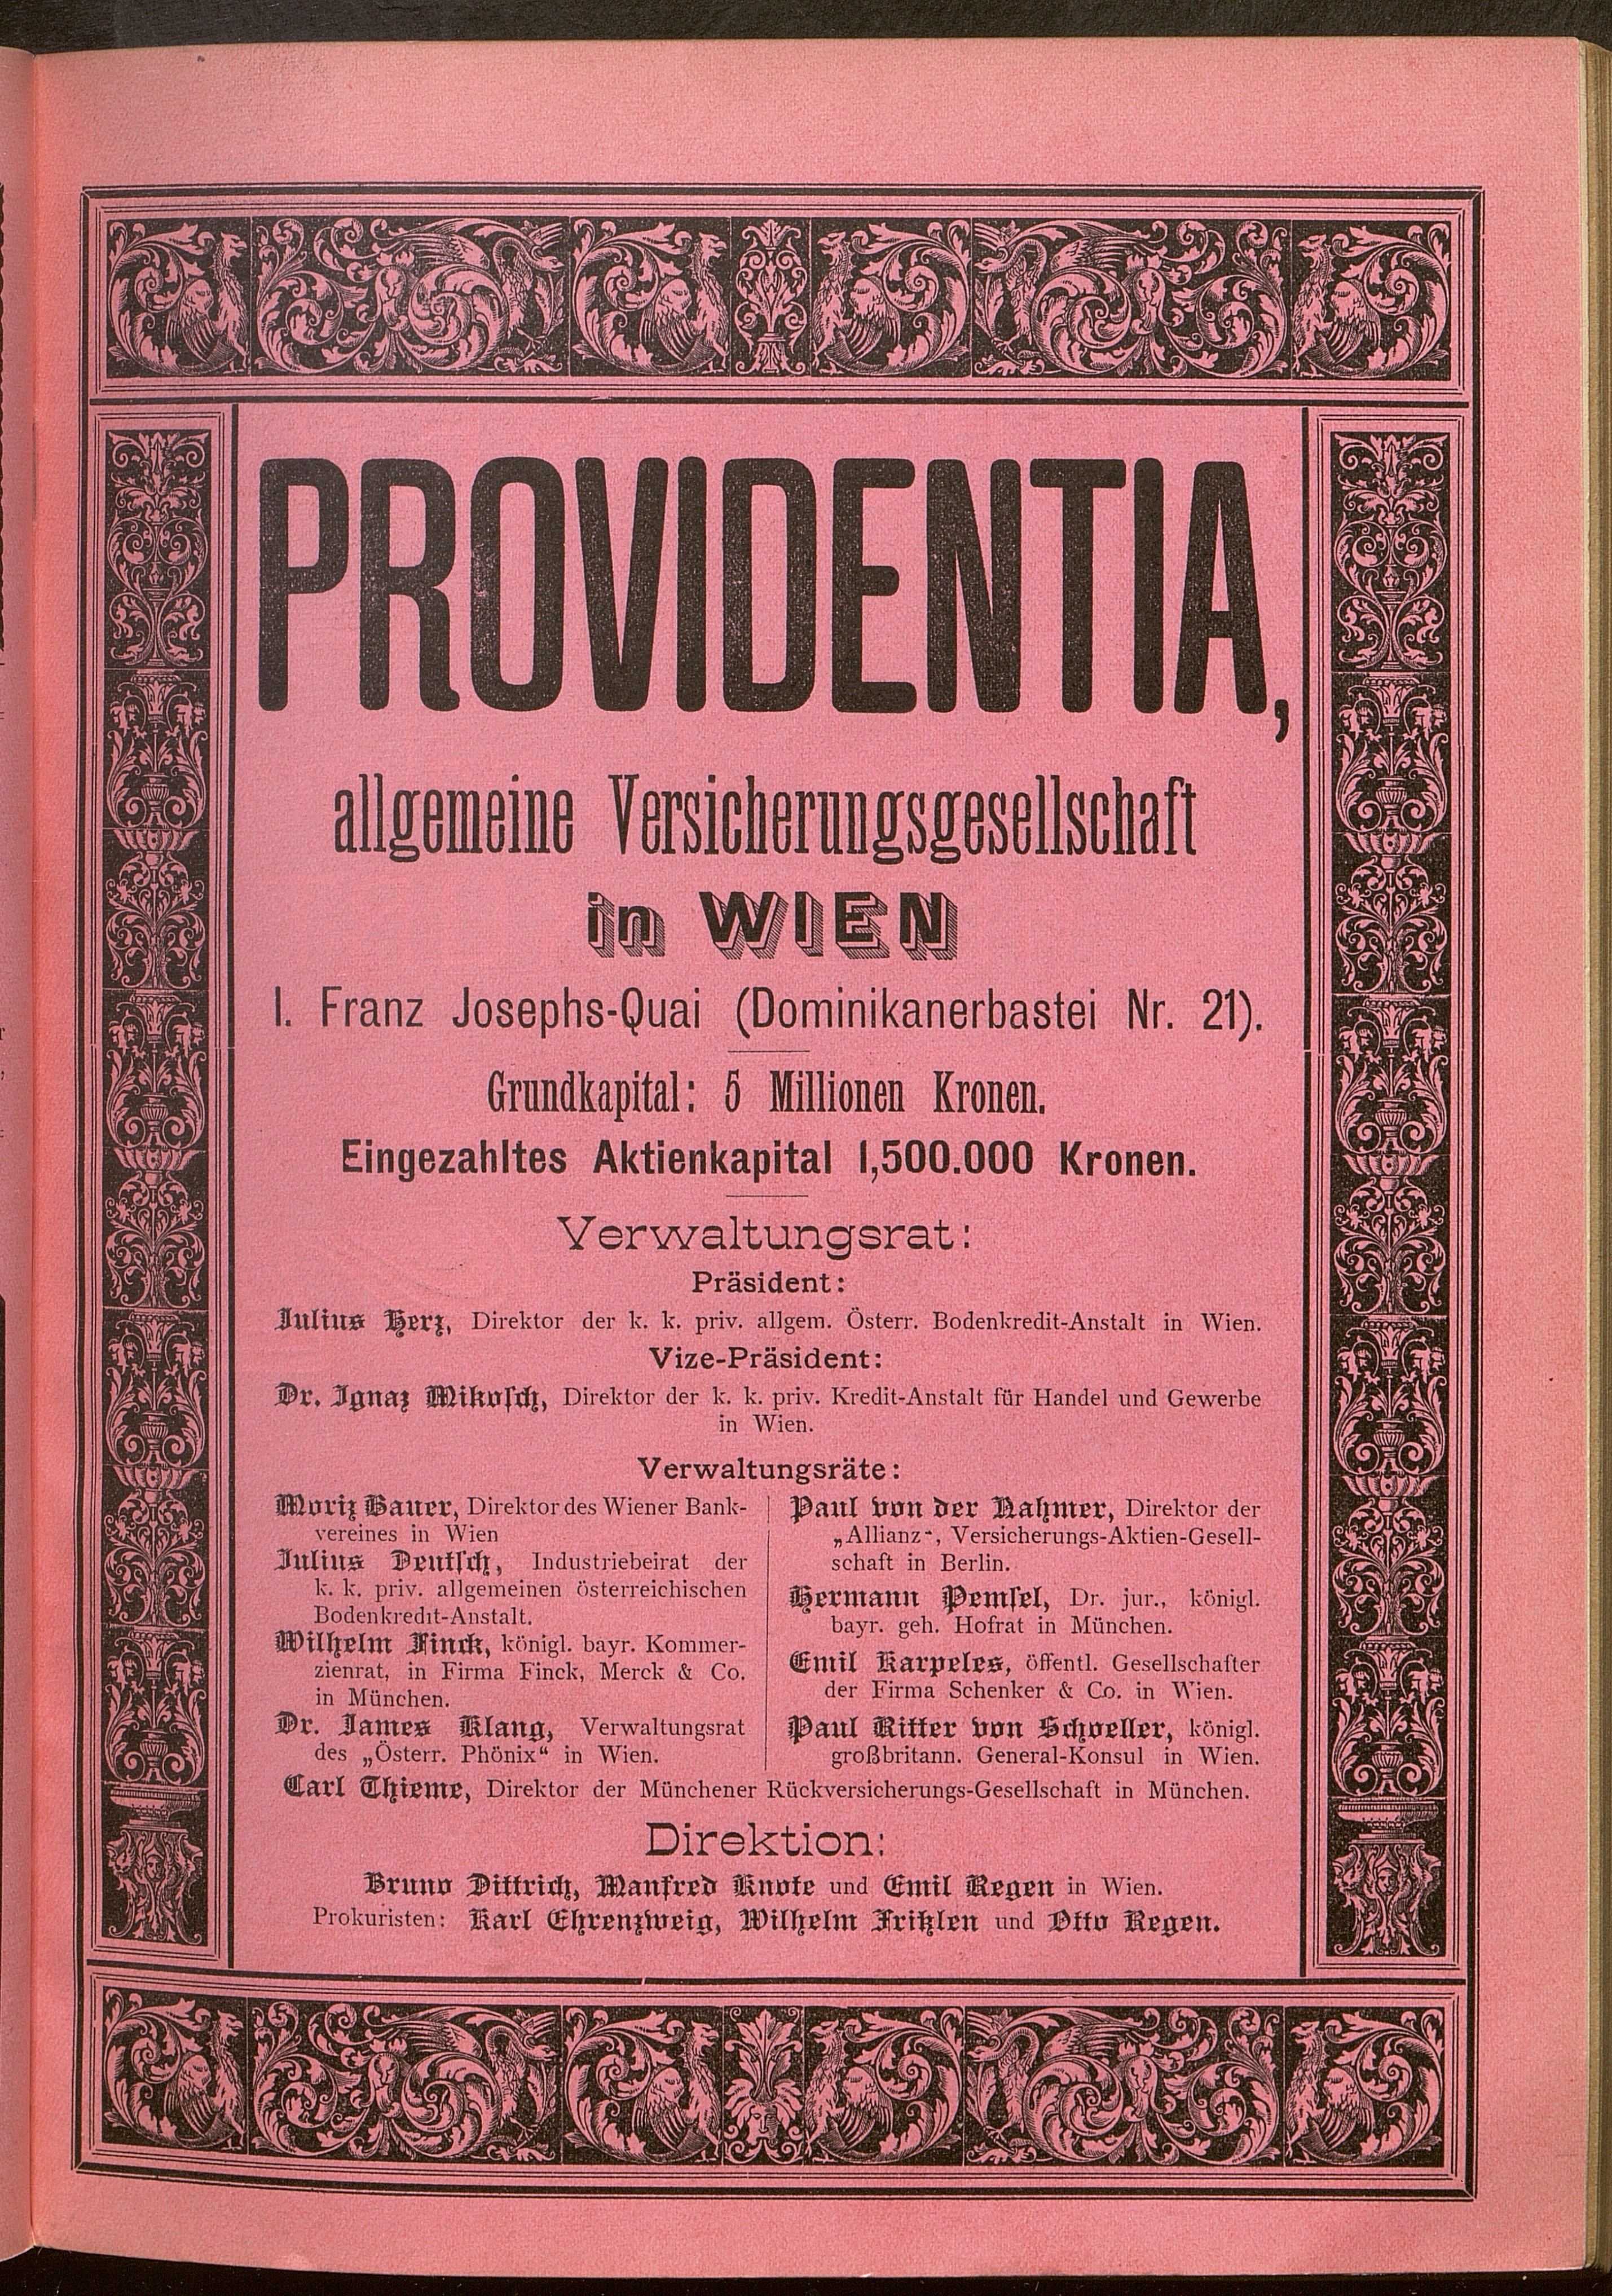 PROVIDENTIA,
allgemeine Versicherungsgesellschaft
in WIEN
I. Franz Josephs-Quai (Dominikanerbastei Nr. 21).
Grundkapital: 5 Millionen Kronen.
Eingezahltes Aktienkapital 1,500.000 Kronen.
Verwaltungsrat:
Präsident:
Julius Herz, Direktor der k. k. priv. allgem. Österr. Bodenkredit-Anstalt in Wien.
Vize-Präsident:
Dr. Ignaz Mikosch, Direktor der k. k. priv. Kredit-Anstalt für Handel und Gewerbe
in Wien.
Verwaltungsräte:
Moriz Bauer, Direktor des Wiener Bank-
vereines in Wien
Julius Deutsch, Industriebeirat der
k. k. priv. allgemeinen österreichischen
Bodenkredit-Anstalt.
Wilhelm Finck, königl. bayr. Kommer-
zienrat, in Firma Finck, Merck & Co.
in München.
Dr. James Klang, Verwaltungsrat
des „Österr. Phönix“ in Wien.
Paul von der Nahmer, Direktor der
„Allianz“, Versicherungs-Aktien-Gesell-
schaft in Berlin.
Hermann Pemsel, Dr. jur., königl.
bayr. geh. Hofrat in München.
Emil Karpeles, öffentl. Gesellschafter
der Firma Schenker & Co. in Wien.
Paul Ritter von Schoeller, königl.
großbritann. General-Konsul in Wien.
Carl Thieme, Direktor der Münchener Rückversicherungs-Gesellschaft in München.
Direktion:
Bruno Dittrich, Manfred Knote und Emil Regen in Wien.
Prokuristen: Karl Ehrenzweig, Wilhelm Fritzlen und Otto Regen.